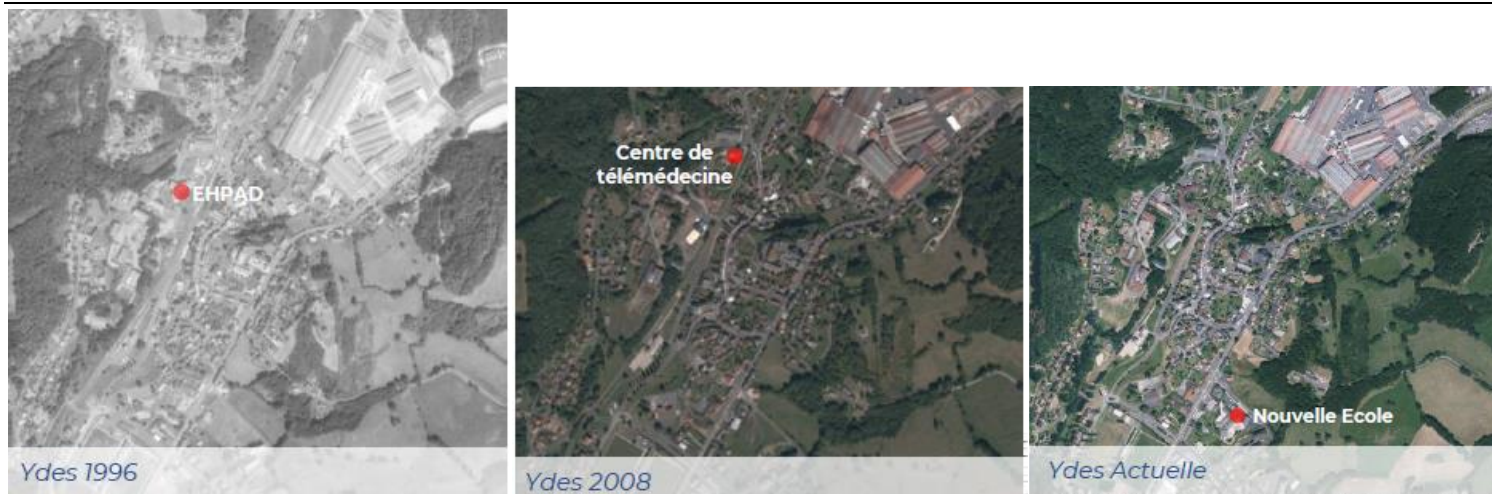 EHPAD
Ydes 1996
Centre de
télémédecine
Ydes 2008
Nouvelle Ecole
Ydes Actuelle